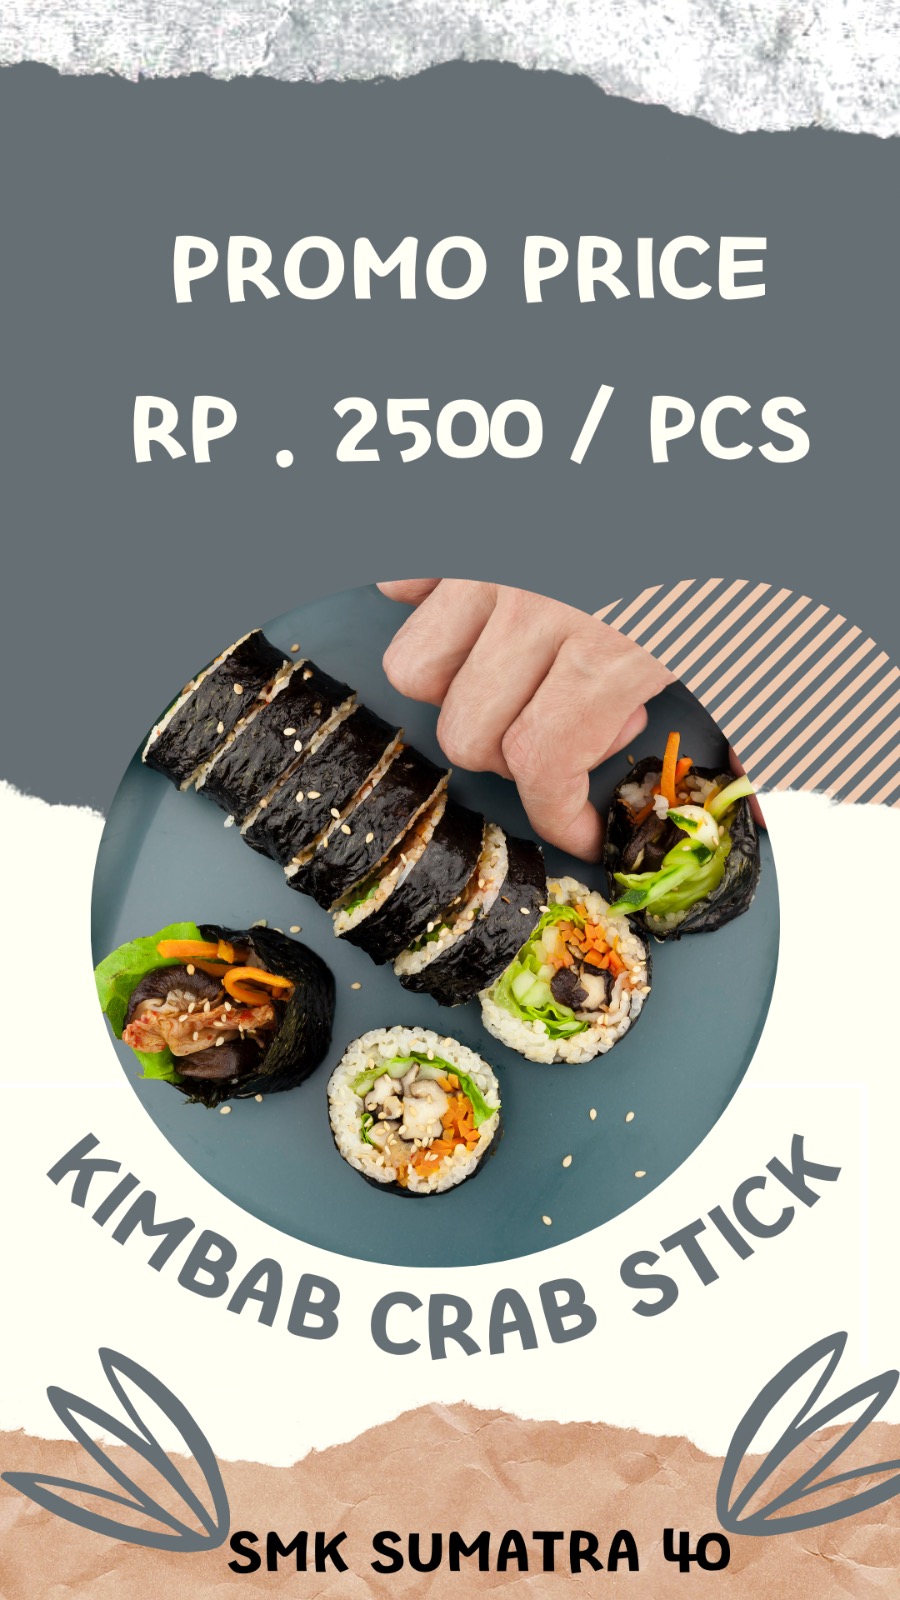 PROMO PRICE
RP . 2500 / PCS
KIMBAB CRAB STICK
SMK SUMATRA 40